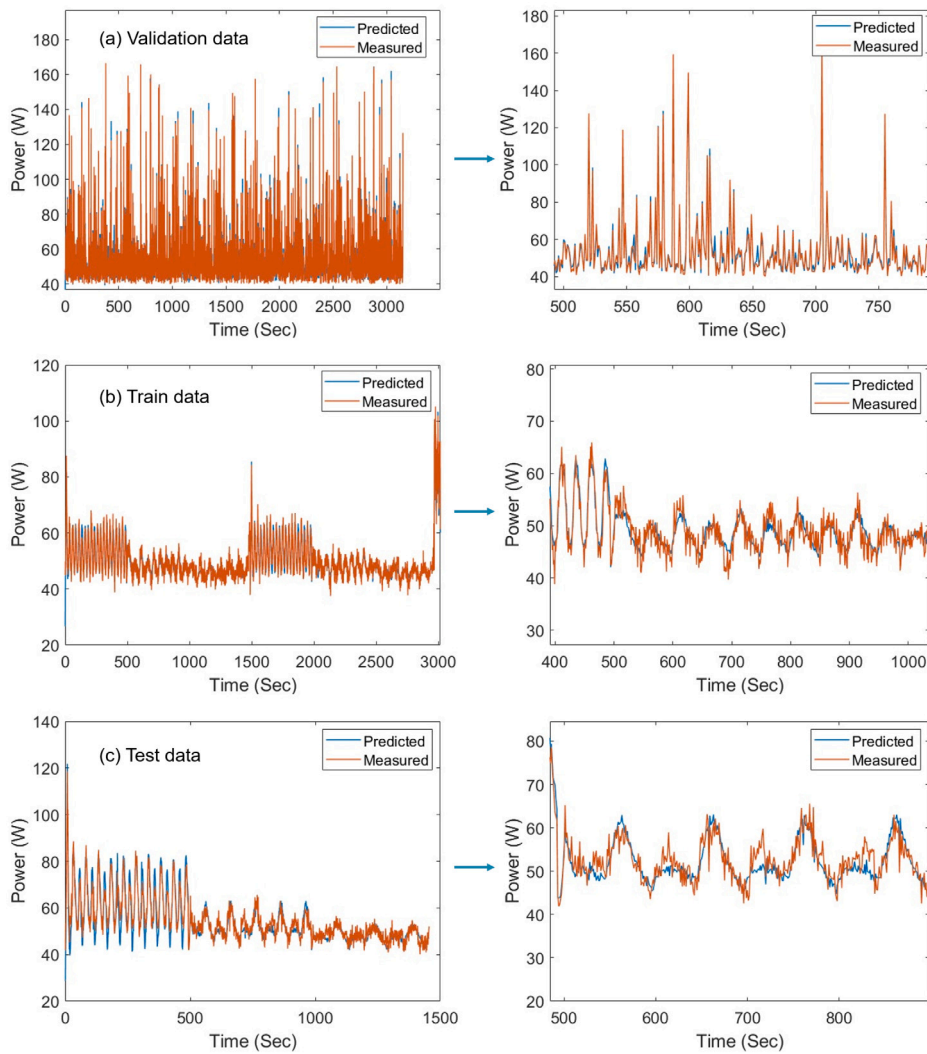 (a) Validation data
Predicted
Measured
Power (W)
180
160
140
120
100
80
60
40
0 500 1000 1500 2000 2500 3000
Time (Sec)
Predicted
Measured
Power (W)
180
160
140
120
100
80
60
40
500 550 600 650 700 750
Time (Sec)
(b) Train data
Predicted
Measured
Power (W)
120
100
80
60
40
20
0 500 1000 1500 2000 2500 3000
Time (Sec)
Predicted
Measured
Power (W)
80
70
60
50
40
30
400 500 600 700 800 900 1000
Time (Sec)
(c) Test data
Predicted
Measured
Power (W)
140
120
100
80
60
40
20
0 500 1000 1500
Time (Sec)
Predicted
Measured
Power (W)
80
70
60
50
40
30
20
500 600 700 800
Time (Sec)